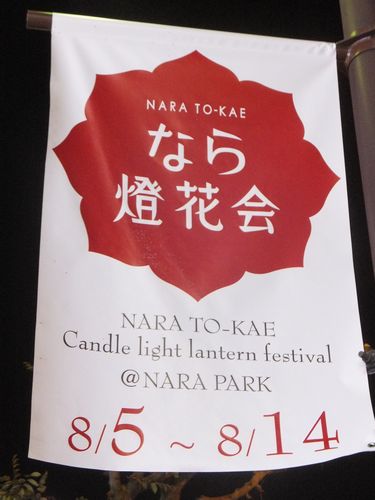 NARA TO-KAE
なら
燈花会
NARA TO-KAE
Candle light lantern festival
@ NARA PARK
8/5 ~ 8/14